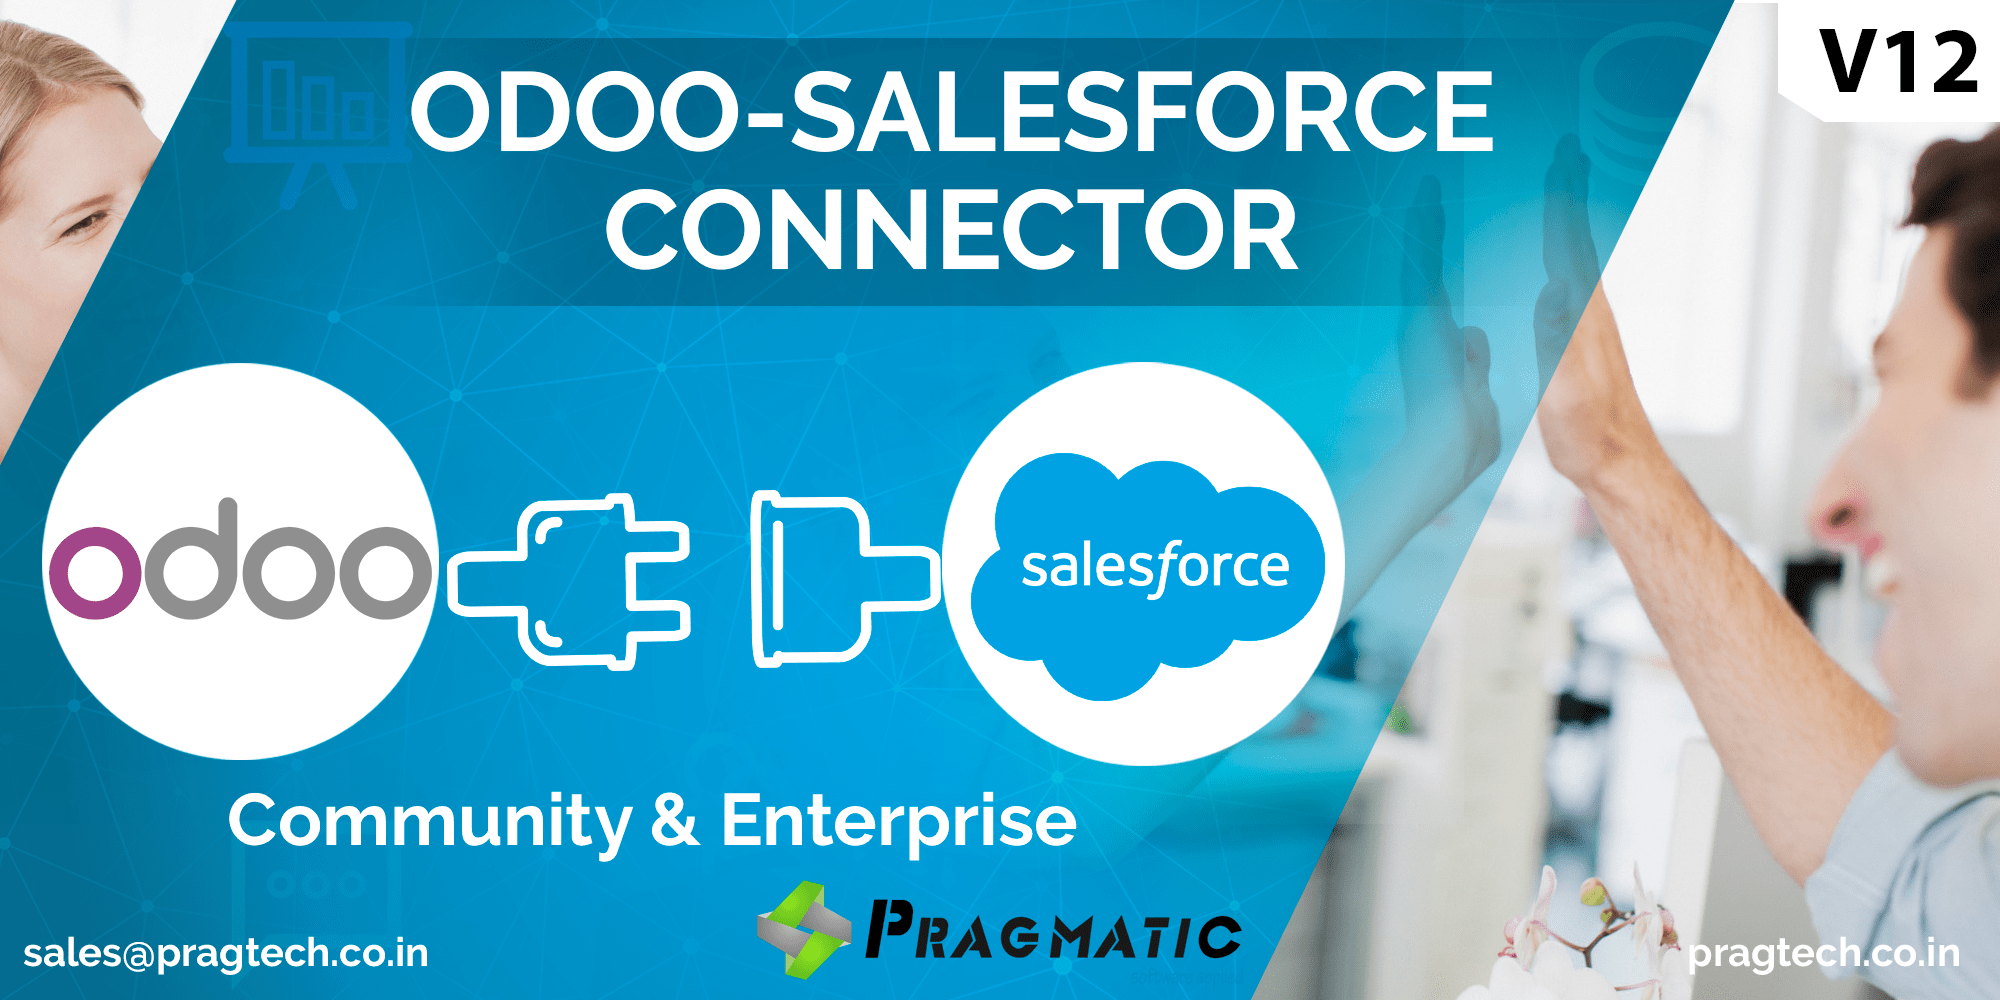 V12
ODOO-SALESFORCE
CONNECTOR
odoo
salesforce
Community & Enterprise
PRAGMATIC
sales@pragtech.co.in
pragtech.co.in